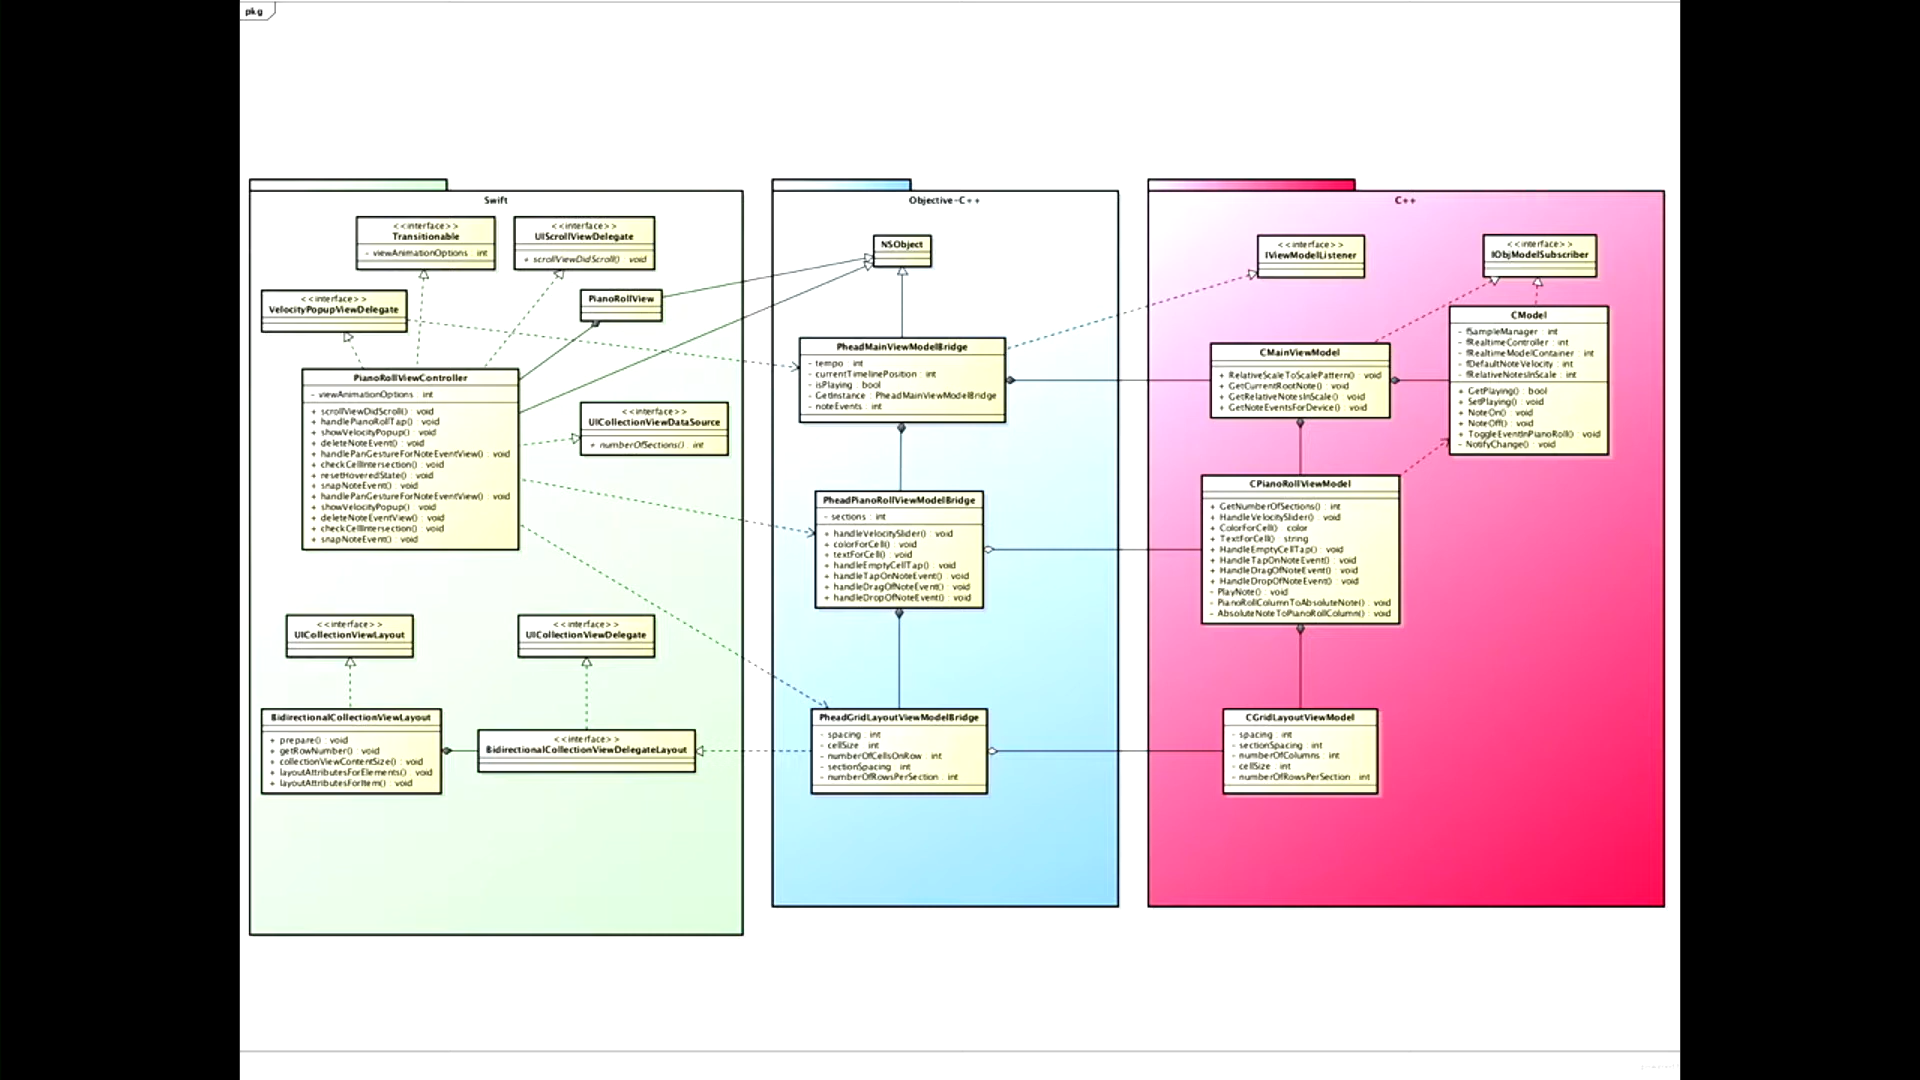 pkg
Swift
<<interface>>
Transitionable
- viewAnimationOptions : int
<<interface>>
UIScrollViewDelegate
+ scrollViewDidScroll() : void
<<interface>>
VelocityPopupViewDelegate
PianoRollView
PianoRollViewController
- viewAnimationOptions : int
+ scrollViewDidScroll() : void
+ handlePianoRollTap() : void
+ showVelocityPopup() : void
+ deleteNoteEvent() : void
+ handlePanGestureForNoteEventView() : void
+ checkCellIntersection() : void
+ resetHoveredState() : void
+ snapNoteEvent() : void
+ handlePanGestureForNoteEventView() : void
+ showVelocityPopup() : void
+ deleteNoteEventView() : void
+ checkCellIntersection() : void
+ snapNoteEvent() : void
<<interface>>
UICollectionViewDataSource
+ numberOfSections() : int
<<interface>>
UICollectionViewLayout
<<interface>>
UICollectionViewDelegate
BidirectionalCollectionViewLayout
+ prepare() : void
+ getRowNumber() : void
+ collectionViewContentSize() : void
+ layoutAttributesForElements() : void
+ layoutAttributesForItem() : void
<<interface>>
BidirectionalCollectionViewDelegateLayout
Objective-C++
NSObject
PheadMainViewModelBridge
- tempo : int
- currentTimelinePosition : int
- isPlaying : bool
- GetInstance : PheadMainViewModelBridge
- noteEvents : int
PheadPianoRollViewModelBridge
- sections : int
+ handleVelocitySlider() : void
+ colorForCell() : void
+ textForCell() : void
+ handleEmptyCellTap() : void
+ handleTapOnNoteEvent() : void
+ handleDragOfNoteEvent() : void
+ handleDropOfNoteEvent() : void
PheadGridLayoutViewModelBridge
- spacing : int
- cellSize : int
- numberOfCellsOnRow : int
- sectionSpacing : int
- numberOfRowsPerSection : int
C++
<<interface>>
IViewModelListener
<<interface>>
IObjModelSubscriber
CModel
- fSampleManager : int
- fRealtimeController : int
- fRealtimeModelContainer : int
- fDefaultNoteVelocity : int
- fRelativeNotesInScale : int
+ GetPlaying() : bool
+ SetPlaying() : void
+ NoteOn() : void
+ NoteOff() : void
+ ToggleEventInPianoRoll() : void
- NotifyChange() : void
CMainViewModel
+ RelativeScaleToScalePattern() : void
+ GetCurrentRootNote() : void
+ GetRelativeNotesInScale() : void
+ GetNoteEventsForDevice() : void
CPianoRollViewModel
+ GetNumberOfSections() : int
+ HandleVelocitySlider() : void
+ ColorForCell() : color
+ TextForCell() : string
+ HandleEmptyCellTap() : void
+ HandleTapOnNoteEvent() : void
+ HandleDragOfNoteEvent() : void
+ HandleDropOfNoteEvent() : void
- PlayNote() : void
- PianoRollColumnToAbsoluteNote() : void
- AbsoluteNoteToPianoRollColumn() : void
CGridLayoutViewModel
- spacing : int
- sectionSpacing : int
- numberOfColumns : int
- cellSize : int
- numberOfRowsPerSection : int